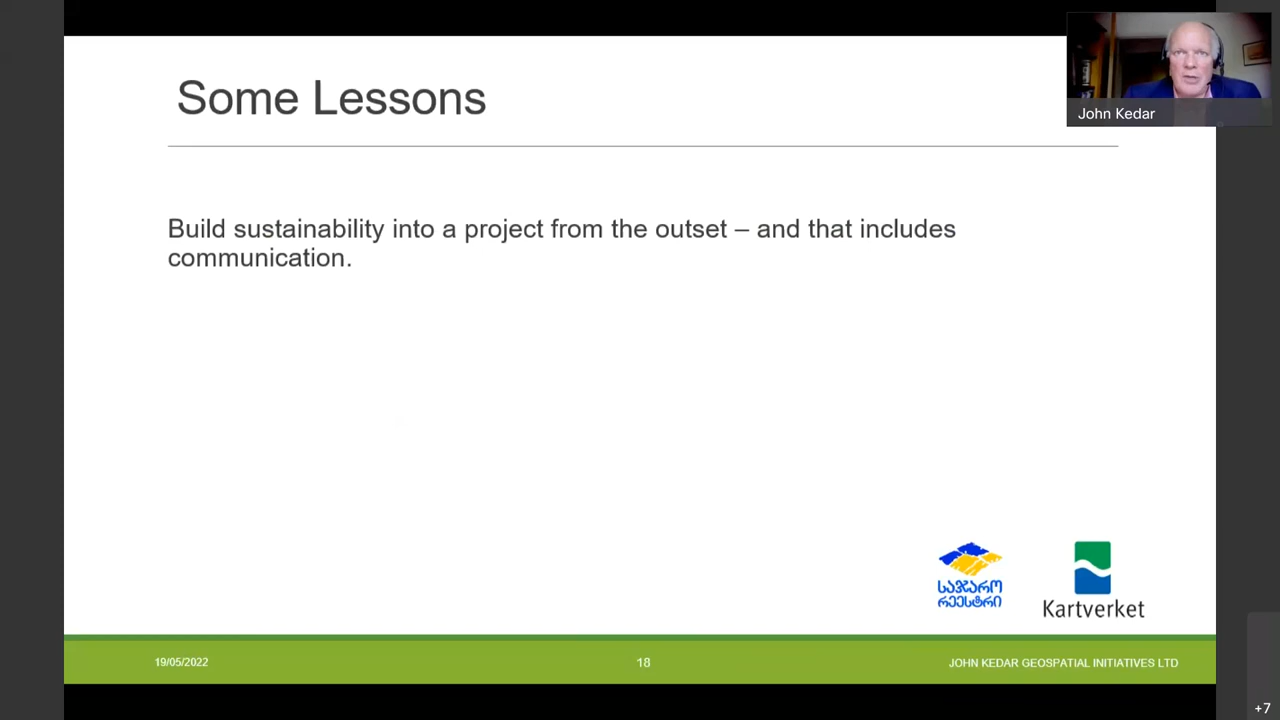 Some Lessons
John Kedar
Build sustainability into a project from the outset – and that includes
communication.
საჯარო
რეესტრი
Kartverket
19/05/2022
18
JOHN KEDAR GEOSPATIAL INITIATIVES LTD
+7